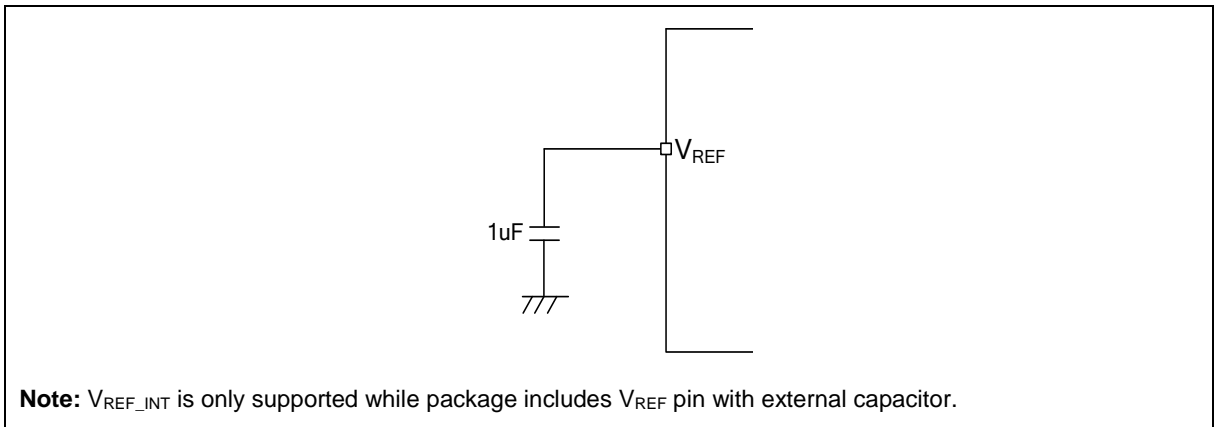 VREF
1uF
Note: VREF_INT is only supported while package includes VREF pin with external capacitor.